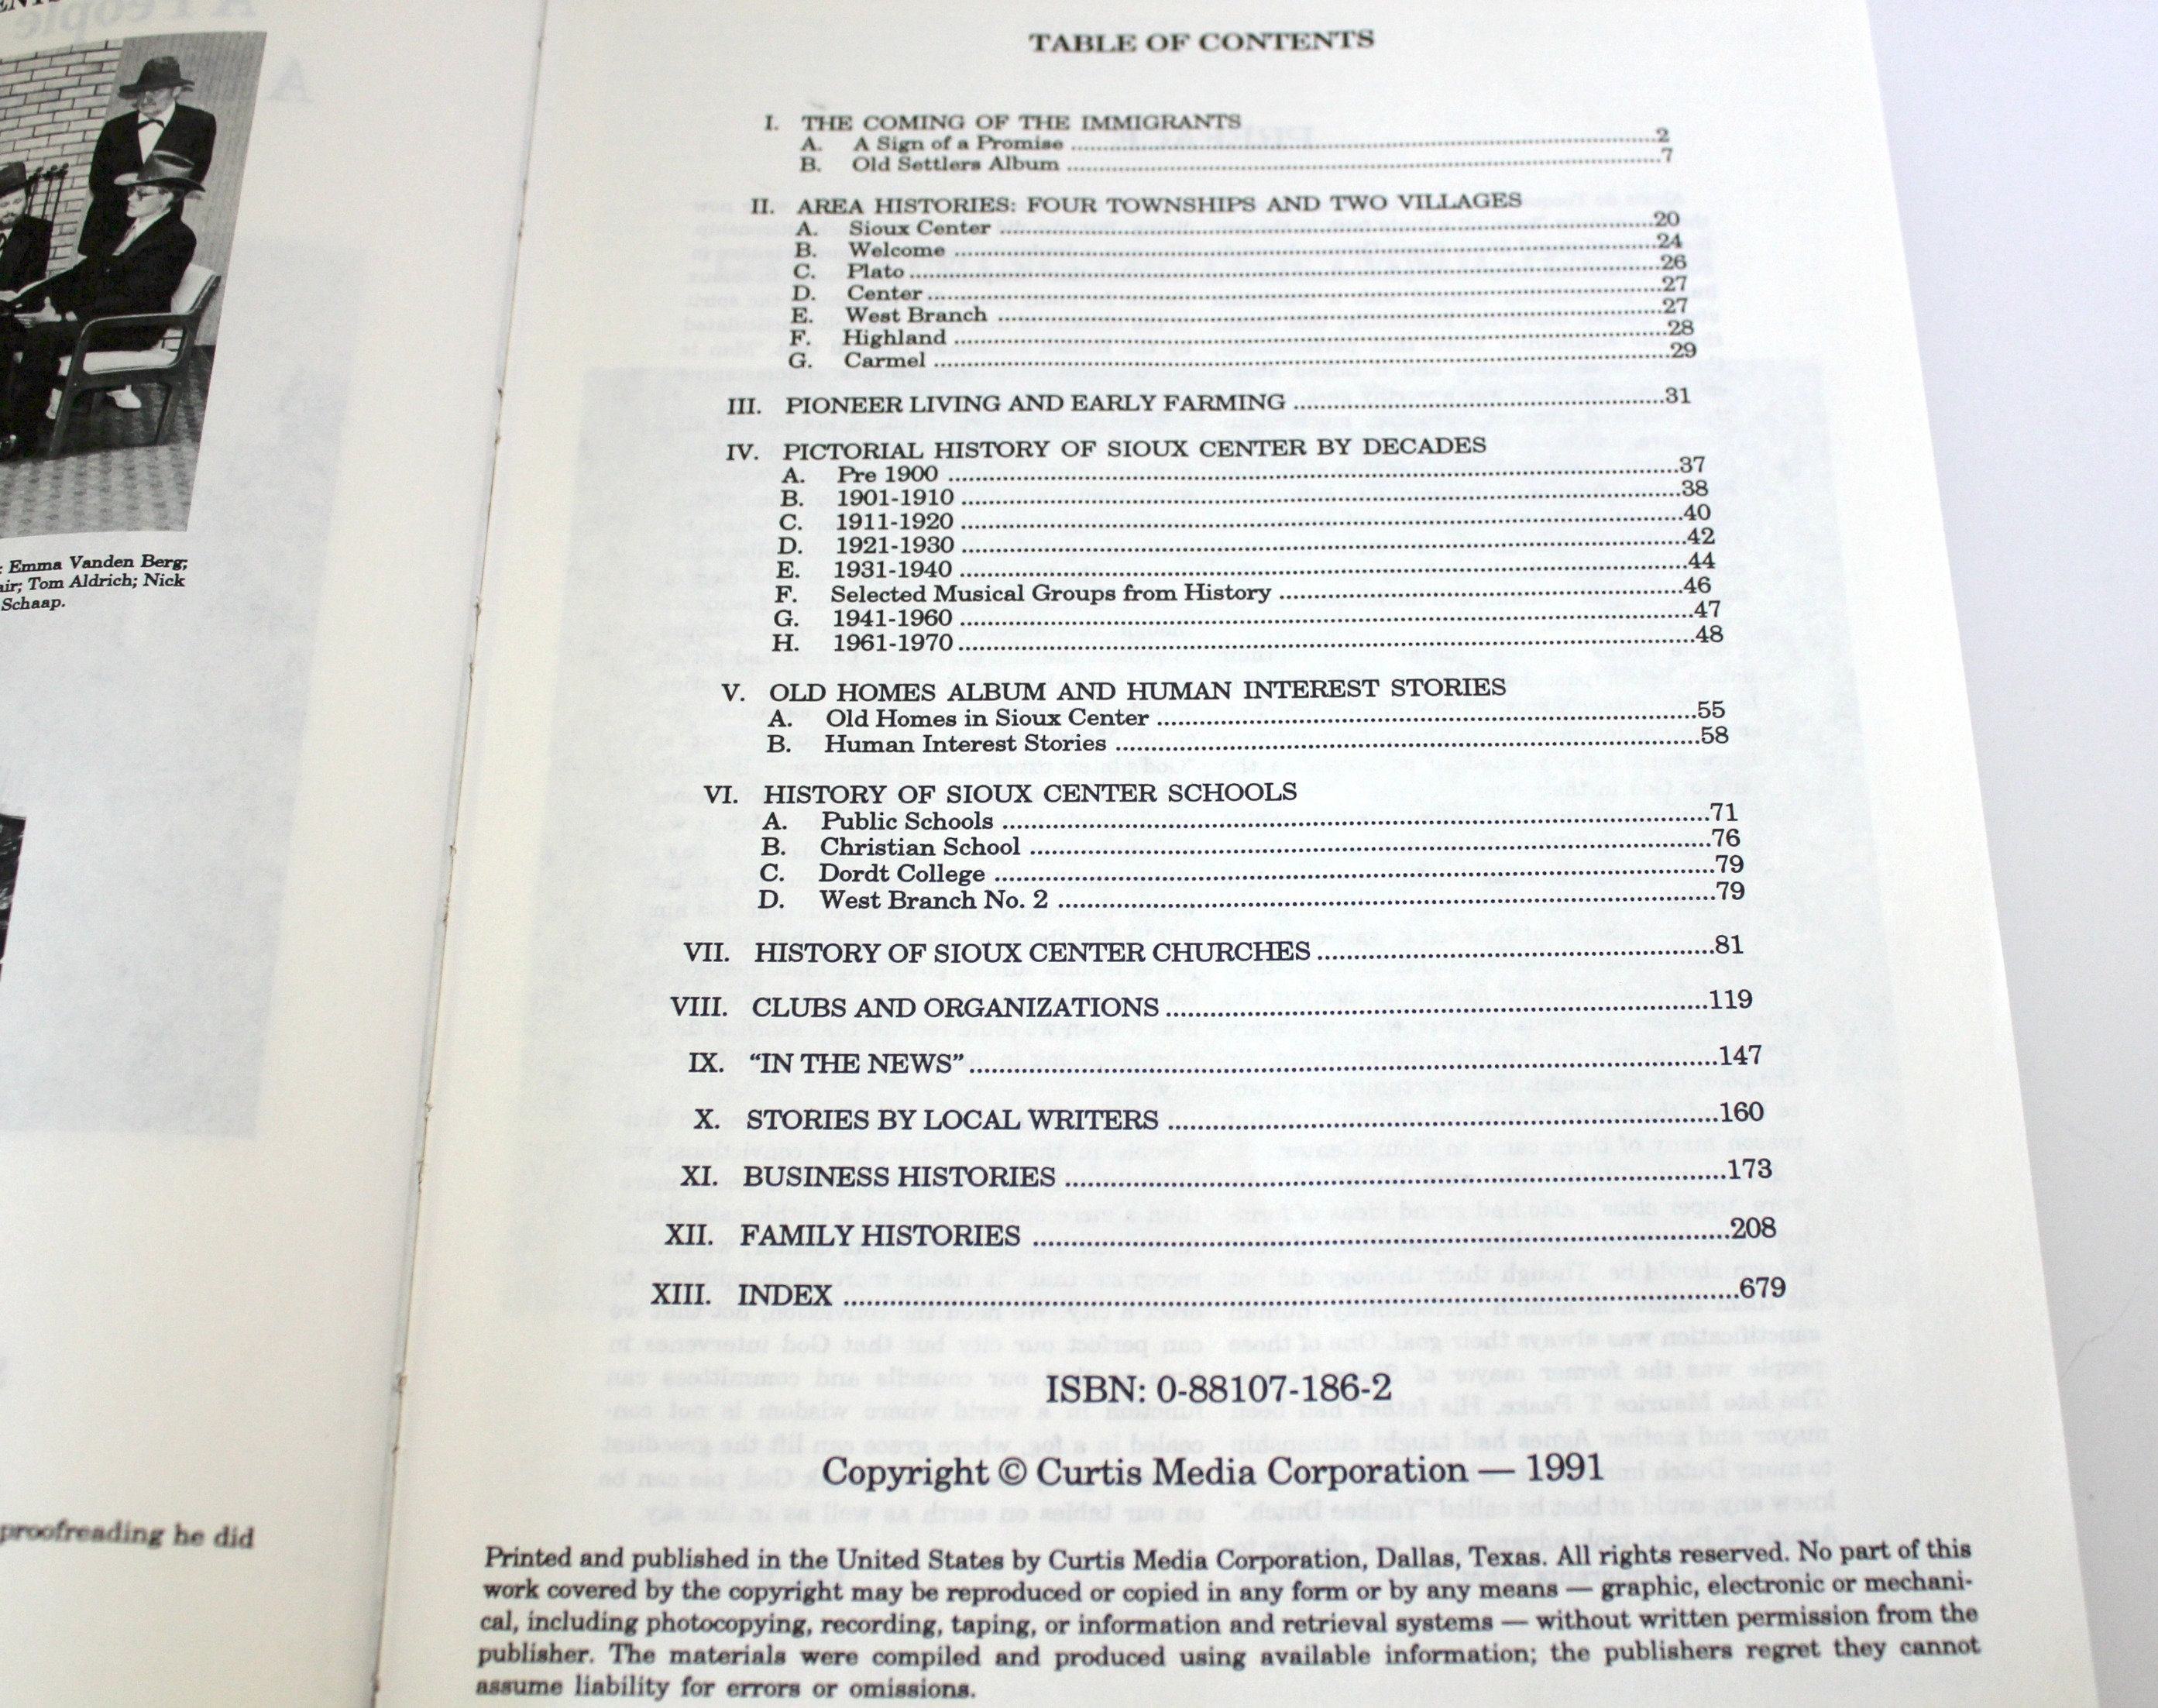 : Emma Vanden Berg;
air; Tom Aldrich; Nick
Schaap.
proofreading he did
TABLE OF CONTENTS
I. THE COMING OF THE IMMIGRANTS
A. A Sign of a Promise ........ 2
B. Old Settlers Album ........ 7
II. AREA HISTORIES: FOUR TOWNSHIPS AND TWO VILLAGES
A. Sioux Center ........ 20
B. Welcome ........ 24
C. Plato ........ 26
D. Center ........ 27
E. West Branch ........ 27
F. Highland ........ 28
G. Carmel ........ 29
III. PIONEER LIVING AND EARLY FARMING ........ 31
IV. PICTORIAL HISTORY OF SIOUX CENTER BY DECADES
A. Pre 1900 ........ 37
B. 1901-1910 ........ 38
C. 1911-1920 ........ 40
D. 1921-1930 ........ 42
E. 1931-1940 ........ 44
F. Selected Musical Groups from History ........ 46
G. 1941-1960 ........ 47
H. 1961-1970 ........ 48
V. OLD HOMES ALBUM AND HUMAN INTEREST STORIES
A. Old Homes in Sioux Center ........ 55
B. Human Interest Stories ........ 58
VI. HISTORY OF SIOUX CENTER SCHOOLS
A. Public Schools ........ 71
B. Christian School ........ 76
C. Dordt College ........ 79
D. West Branch No. 2 ........ 79
VII. HISTORY OF SIOUX CENTER CHURCHES ........ 81
VIII. CLUBS AND ORGANIZATIONS ........ 119
IX. “IN THE NEWS” ........ 147
X. STORIES BY LOCAL WRITERS ........ 160
XI. BUSINESS HISTORIES ........ 173
XII. FAMILY HISTORIES ........ 208
XIII. INDEX ........ 679
ISBN: 0-88107-186-2
Copyright © Curtis Media Corporation — 1991
Printed and published in the United States by Curtis Media Corporation, Dallas, Texas. All rights reserved. No part of this
work covered by the copyright may be reproduced or copied in any form or by any means — graphic, electronic or mechani-
cal, including photocopying, recording, taping, or information and retrieval systems — without written permission from the
publisher. The materials were compiled and produced using available information; the publishers regret they cannot
assume liability for errors or omissions.